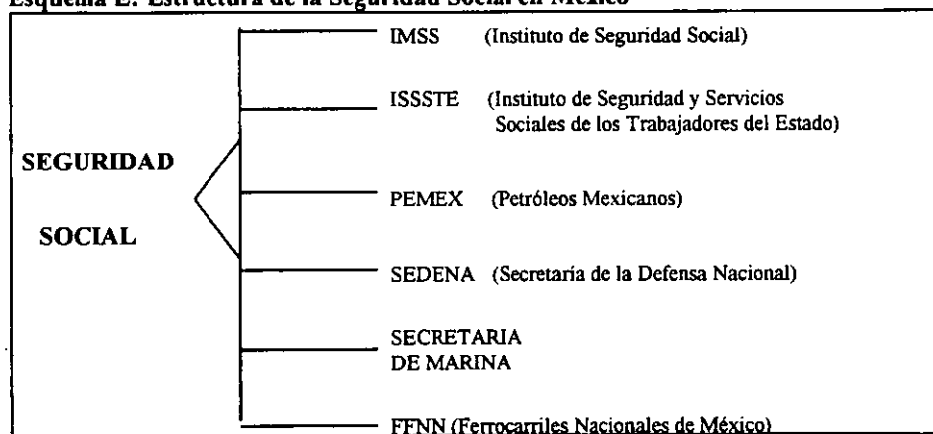 Esquema E. Estructura de la Seguridad Social en México
IMSS (Instituto de Seguridad Social)
ISSSTE (Instituto de Seguridad y Servicios
Sociales de los Trabajadores del Estado)
SEGURIDAD
PEMEX (Petróleos Mexicanos)
SOCIAL
SEDENA (Secretaría de la Defensa Nacional)
SECRETARIA
DE MARINA
FFNN (Ferrocarriles Nacionales de México)